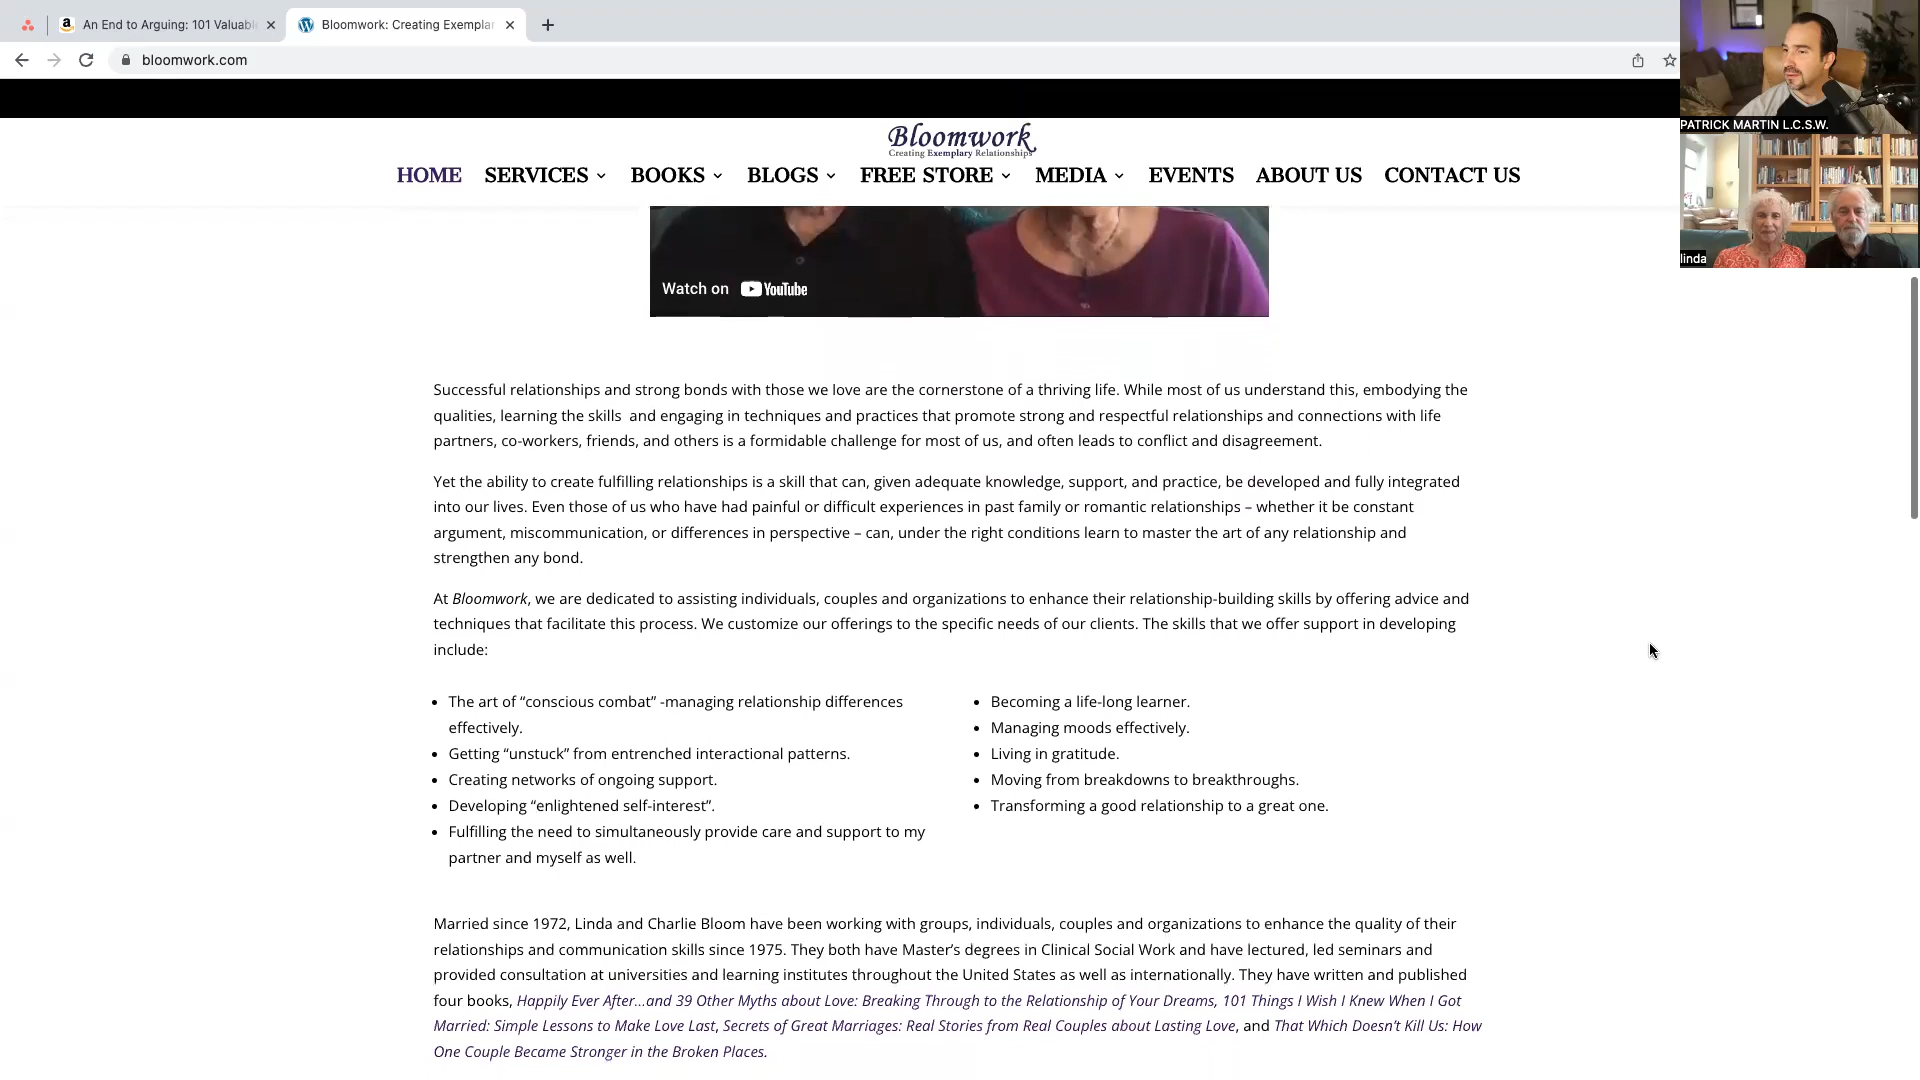 An End to Arguing: 101 Valuabl
Bloomwork: Creating Exemplar
bloomwork.com
PATRICK MARTIN L.C.S.W.
linda
Bloomwork
Creating Exemplary Relationships
HOME SERVICES BOOKS BLOGS FREE STORE MEDIA EVENTS ABOUT US CONTACT US
Watch on YouTube
Successful relationships and strong bonds with those we love are the cornerstone of a thriving life. While most of us understand this, embodying the
qualities, learning the skills  and engaging in techniques and practices that promote strong and respectful relationships and connections with life
partners, co-workers, friends, and others is a formidable challenge for most of us, and often leads to conflict and disagreement.
Yet the ability to create fulfilling relationships is a skill that can, given adequate knowledge, support, and practice, be developed and fully integrated
into our lives. Even those of us who have had painful or difficult experiences in past family or romantic relationships – whether it be constant
argument, miscommunication, or differences in perspective – can, under the right conditions learn to master the art of any relationship and
strengthen any bond.
At Bloomwork, we are dedicated to assisting individuals, couples and organizations to enhance their relationship-building skills by offering advice and
techniques that facilitate this process. We customize our offerings to the specific needs of our clients. The skills that we offer support in developing
include:
• The art of “conscious combat” -managing relationship differences
effectively.
• Getting “unstuck” from entrenched interactional patterns.
• Creating networks of ongoing support.
• Developing “enlightened self-interest”.
• Fulfilling the need to simultaneously provide care and support to my
partner and myself as well.
• Becoming a life-long learner.
• Managing moods effectively.
• Living in gratitude.
• Moving from breakdowns to breakthroughs.
• Transforming a good relationship to a great one.
Married since 1972, Linda and Charlie Bloom have been working with groups, individuals, couples and organizations to enhance the quality of their
relationships and communication skills since 1975. They both have Master’s degrees in Clinical Social Work and have lectured, led seminars and
provided consultation at universities and learning institutes throughout the United States as well as internationally. They have written and published
four books, Happily Ever After...and 39 Other Myths about Love: Breaking Through to the Relationship of Your Dreams, 101 Things I Wish I Knew When I Got
Married: Simple Lessons to Make Love Last, Secrets of Great Marriages: Real Stories from Real Couples about Lasting Love, and That Which Doesn’t Kill Us: How
One Couple Became Stronger in the Broken Places.